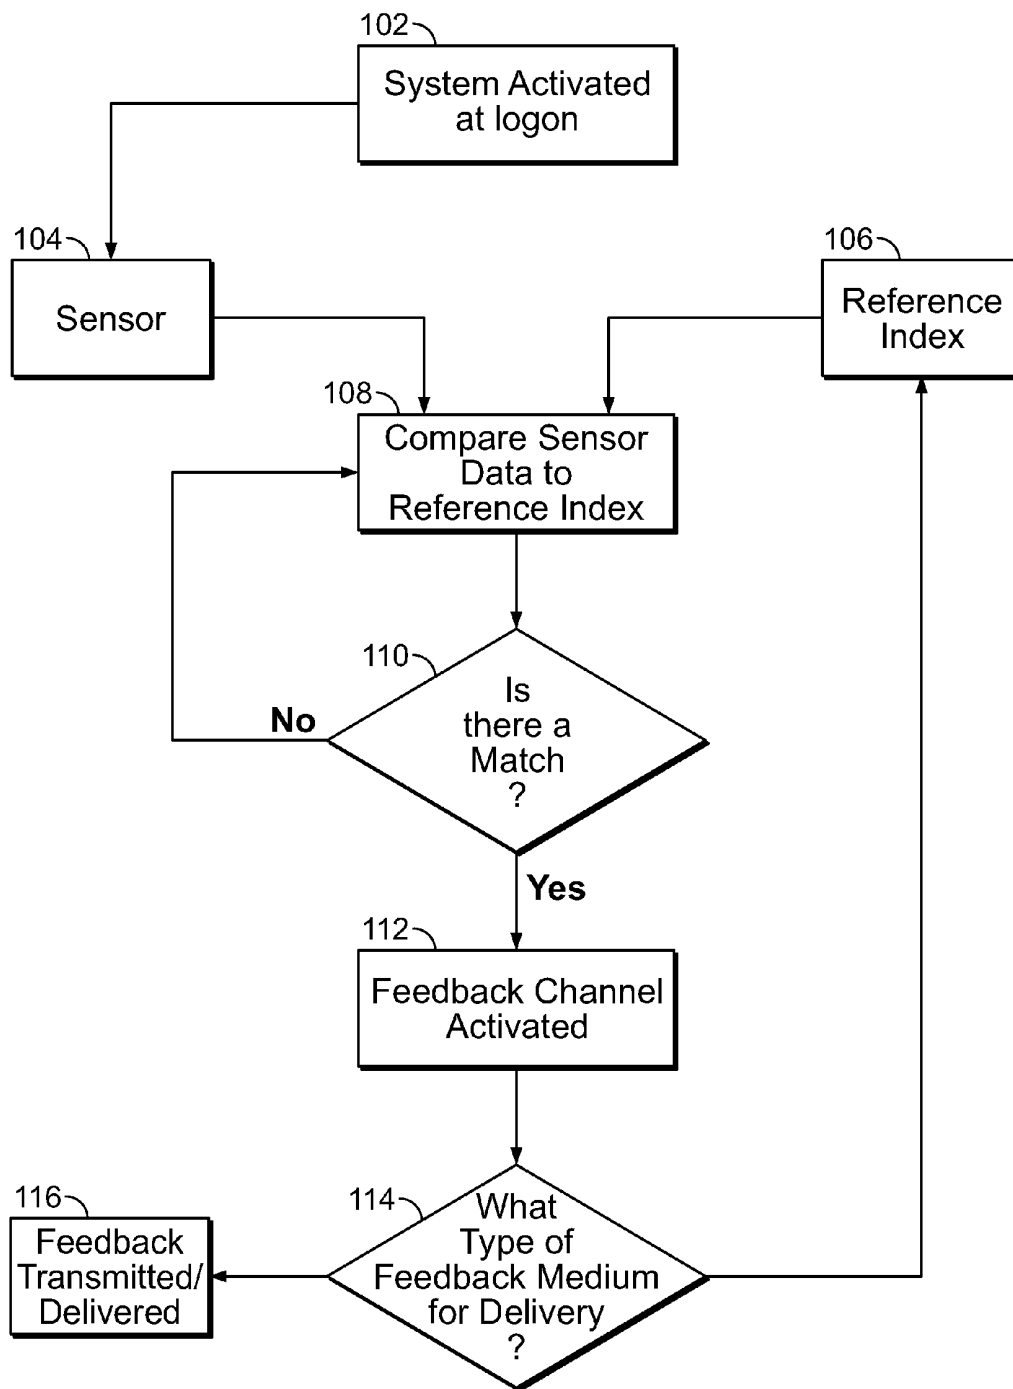 102
System Activated
at logon
104
Sensor
106
Reference
Index
108
Compare Sensor
Data to
Reference Index
110
Is
there a
Match
?
No
Yes
112
Feedback Channel
Activated
114
What
Type of
Feedback Medium
for Delivery
?
116
Feedback
Transmitted/
Delivered